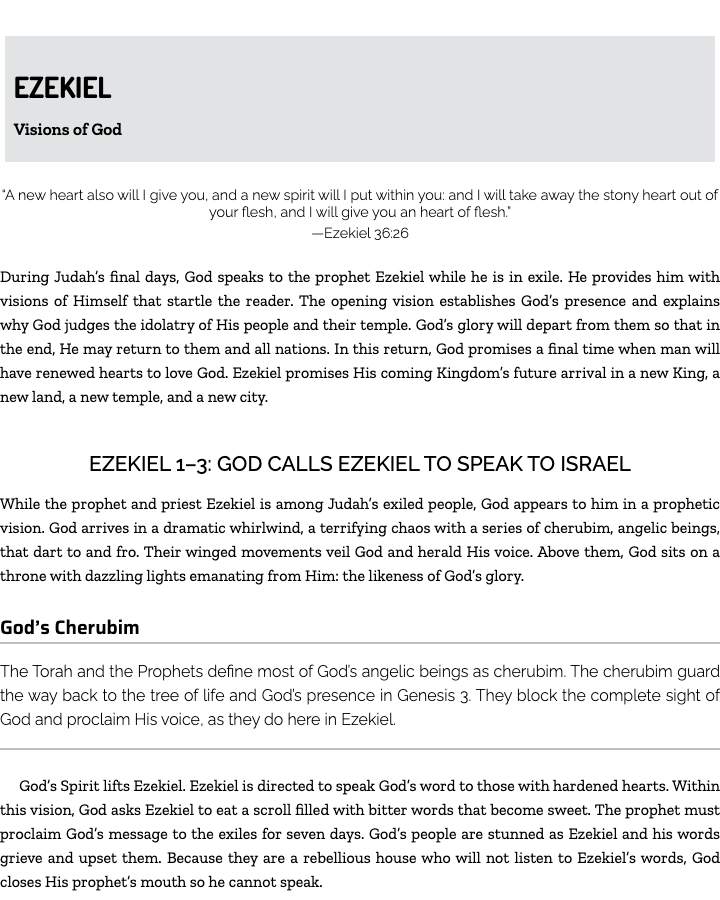 EZEKIEL
Visions of God
“A new heart also will I give you, and a new spirit will I put within you: and I will take away the stony heart out of
your flesh, and I will give you an heart of flesh.”
—Ezekiel 36:26
During Judah’s final days, God speaks to the prophet Ezekiel while he is in exile. He provides him with
visions of Himself that startle the reader. The opening vision establishes God’s presence and explains
why God judges the idolatry of His people and their temple. God’s glory will depart from them so that in
the end, He may return to them and all nations. In this return, God promises a final time when man will
have renewed hearts to love God. Ezekiel promises His coming Kingdom’s future arrival in a new King, a
new land, a new temple, and a new city.
EZEKIEL 1–3: GOD CALLS EZEKIEL TO SPEAK TO ISRAEL
While the prophet and priest Ezekiel is among Judah’s exiled people, God appears to him in a prophetic
vision. God arrives in a dramatic whirlwind, a terrifying chaos with a series of cherubim, angelic beings,
that dart to and fro. Their winged movements veil God and herald His voice. Above them, God sits on a
throne with dazzling lights emanating from Him: the likeness of God’s glory.
God’s Cherubim
The Torah and the Prophets define most of God’s angelic beings as cherubim. The cherubim guard
the way back to the tree of life and God’s presence in Genesis 3. They block the complete sight of
God and proclaim His voice, as they do here in Ezekiel.
God’s Spirit lifts Ezekiel. Ezekiel is directed to speak God’s word to those with hardened hearts. Within
this vision, God asks Ezekiel to eat a scroll filled with bitter words that become sweet. The prophet must
proclaim God’s message to the exiles for seven days. God’s people are stunned as Ezekiel and his words
grieve and upset them. Because they are a rebellious house who will not listen to Ezekiel’s words, God
closes His prophet’s mouth so he cannot speak.